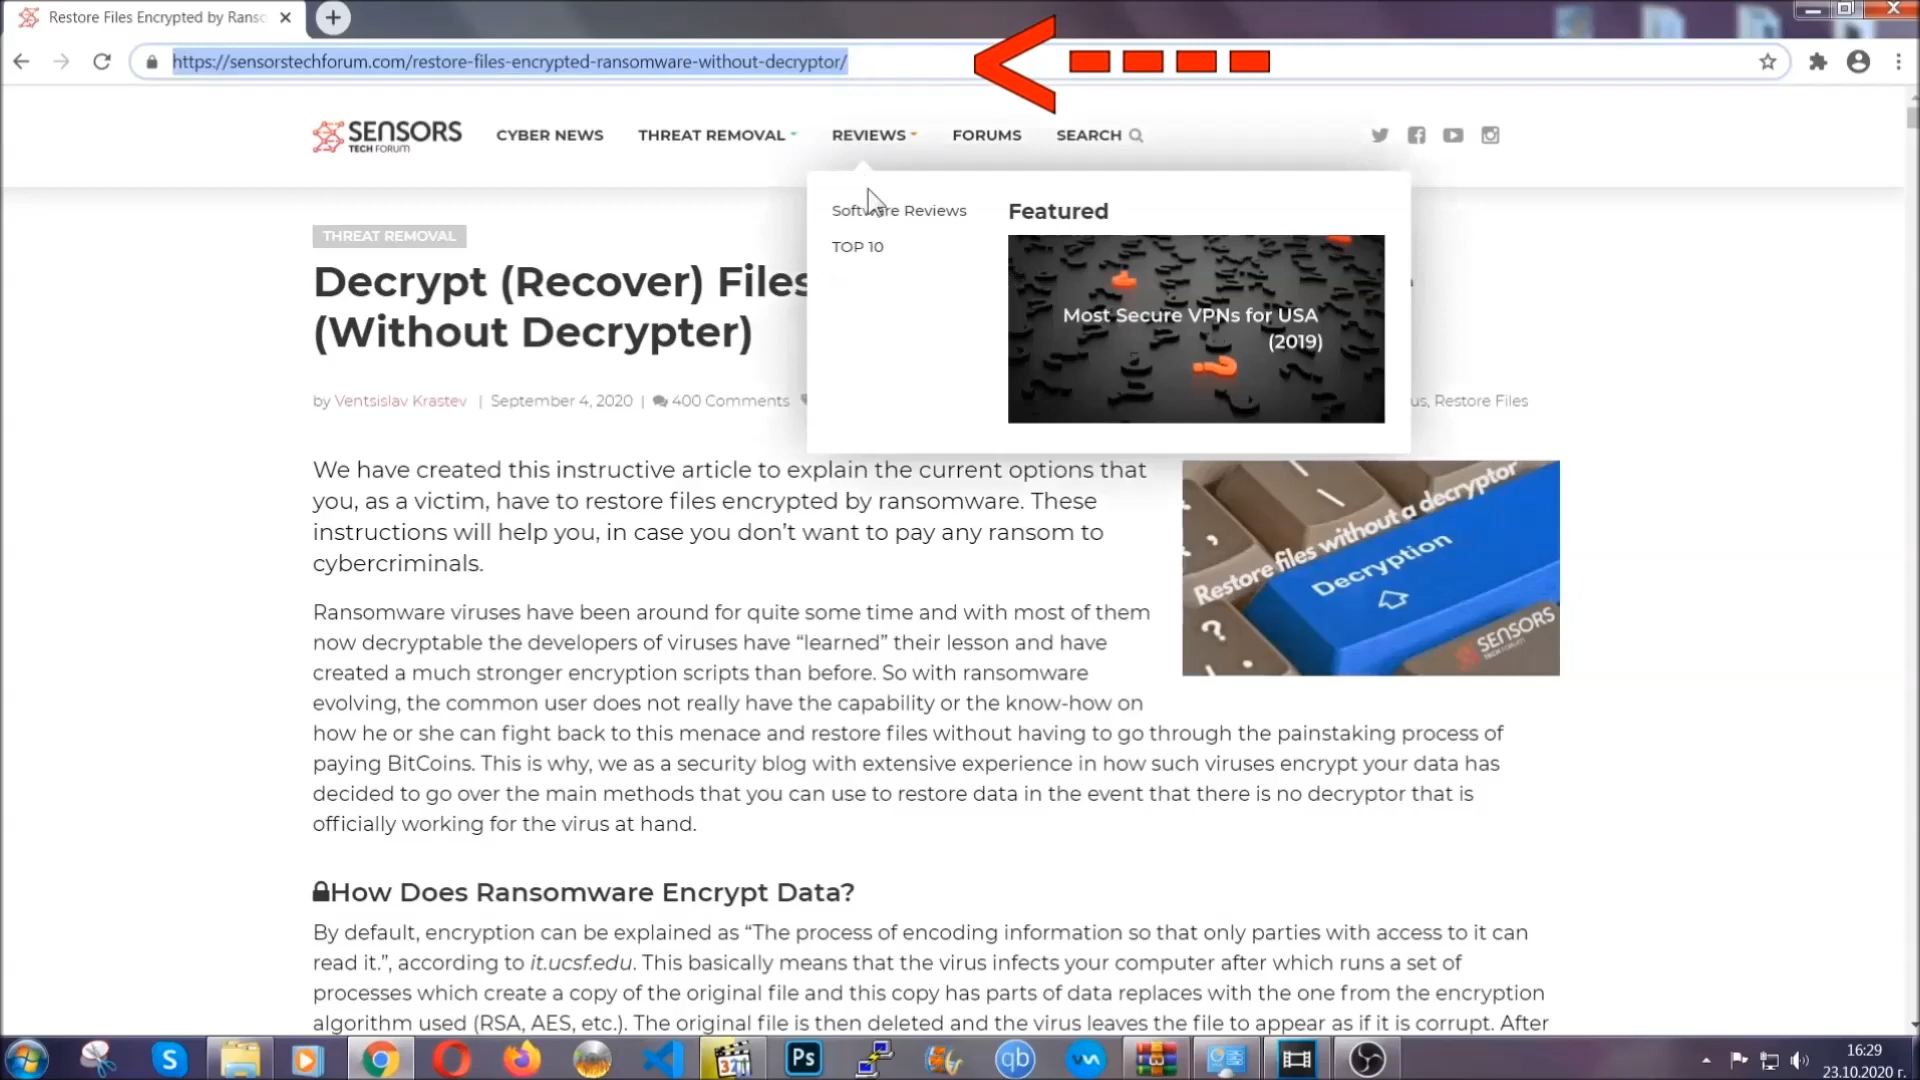 Restore Files Encrypted by Ranso
https://sensorstechforum.com/restore-files-encrypted-ransomware-without-decryptor/
SENSORS
TECH FORUM
CYBER NEWS THREAT REMOVAL REVIEWS FORUMS SEARCH
Software Reviews
TOP 10
Featured
Most Secure VPNs for USA
(2019)
THREAT REMOVAL
Decrypt (Recover) Files
(Without Decrypter)
by Ventsislav Krastev | September 4, 2020 | 400 Comments
us, Restore Files
We have created this instructive article to explain the current options that
you, as a victim, have to restore files encrypted by ransomware. These
instructions will help you, in case you don’t want to pay any ransom to
cybercriminals.
Restore files without a decryptor
Decryption
SENSORS
TECH FORUM
Ransomware viruses have been around for quite some time and with most of them
now decryptable the developers of viruses have “learned” their lesson and have
created a much stronger encryption scripts than before. So with ransomware
evolving, the common user does not really have the capability or the know-how on
how he or she can fight back to this menace and restore files without having to go through the painstaking process of
paying BitCoins. This is why, we as a security blog with extensive experience in how such viruses encrypt your data has
decided to go over the main methods that you can use to restore data in the event that there is no decryptor that is
officially working for the virus at hand.
How Does Ransomware Encrypt Data?
By default, encryption can be explained as “The process of encoding information so that only parties with access to it can
read it.”, according to it.ucsf.edu. This basically means that the virus infects your computer after which runs a set of
processes which create a copy of the original file and this copy has parts of data replaces with the one from the encryption
algorithm used (RSA, AES, etc.). The original file is then deleted and the virus leaves the file to appear as if it is corrupt. After
S
321
Ps
qb
16:29
23.10.2020 г.